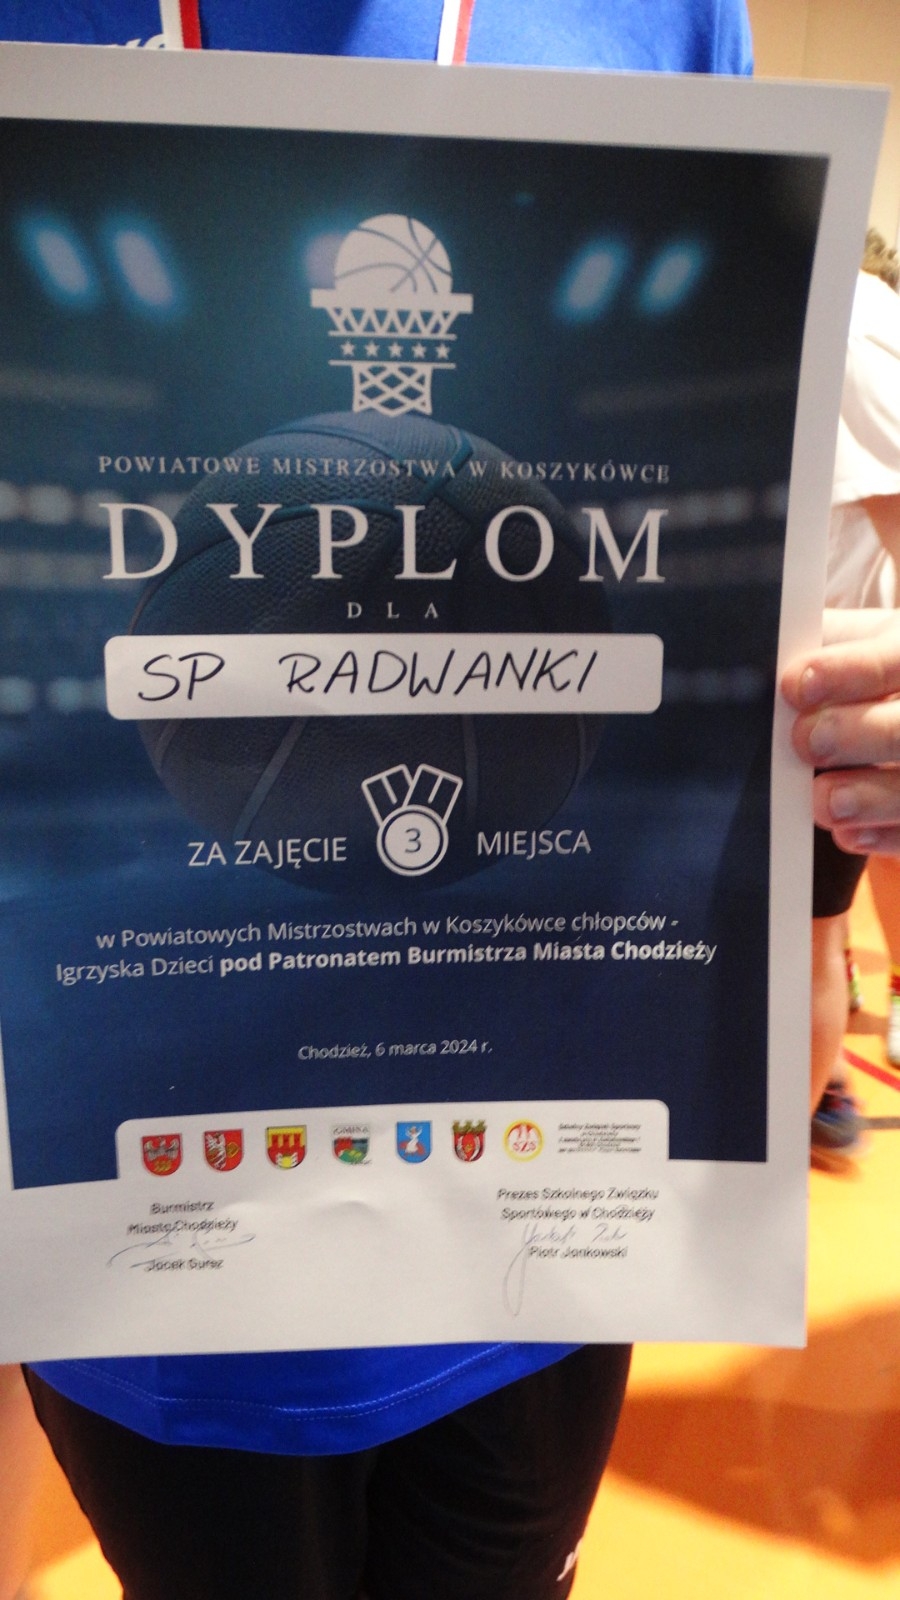 POWIATOWE MISTRZOSTWA W KOSZYKÓWCE
DYPLOM
DLA
SP RADWANKI
ZA ZAJĘCIE 3 MIEJSCA
w Powiatowych Mistrzostwach w Koszykówce chłopców -
Igrzyska Dzieci pod Patronatem Burmistrza Miasta Chodzieży
Chodzież, 6 marca 2024 r.
SZS
Burmistrz
Miasta Chodzieży
Jacek Gursz
Prezes Szkolnego Związku
Sportowego w Chodzieży
Piotr Jankowski